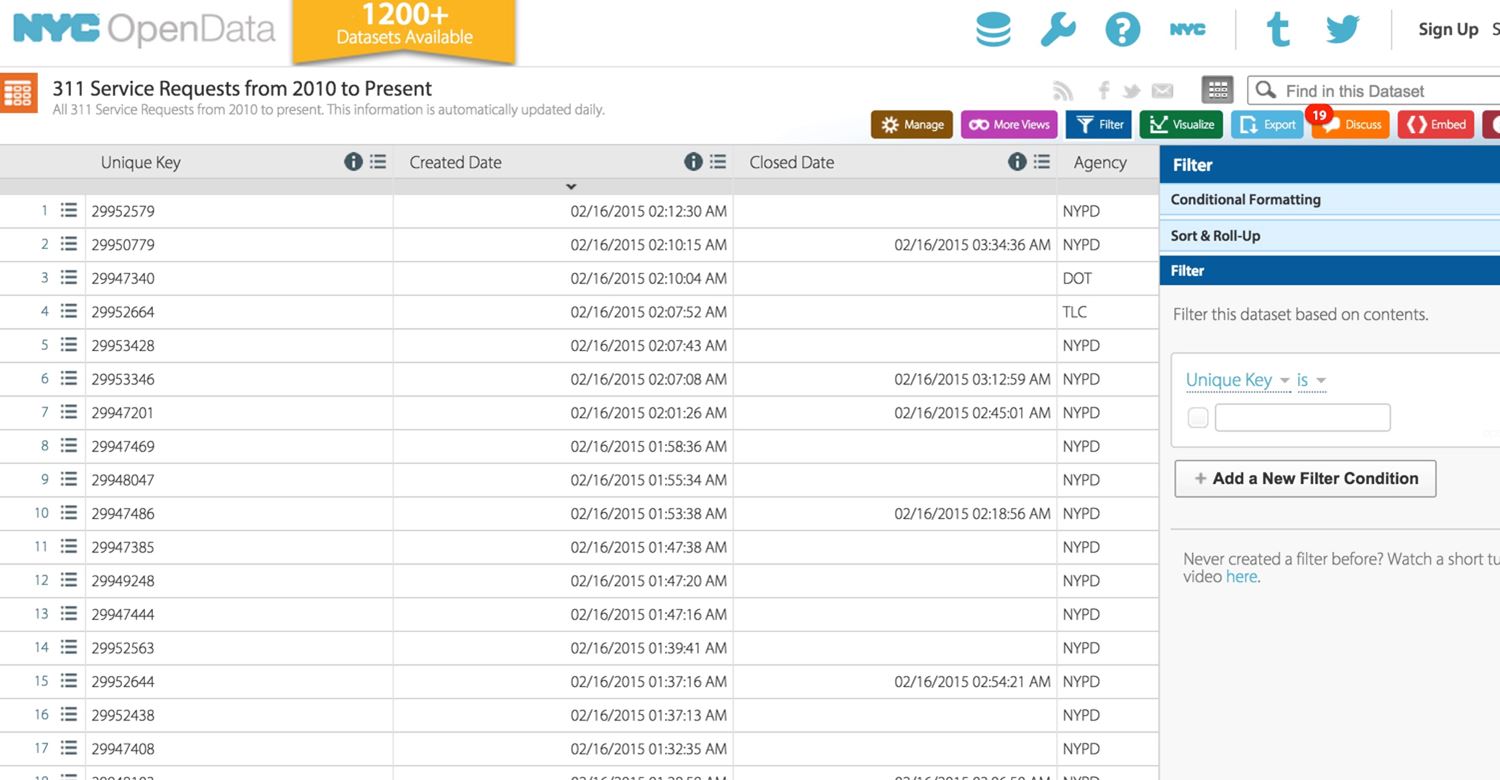 NYC OpenData
1200+
Datasets Available
NYC
Sign Up
311 Service Requests from 2010 to Present
All 311 Service Requests from 2010 to present. This information is automatically updated daily.
Find in this Dataset
Manage More Views Filter Visualize Export 19 Discuss Embed
Unique Key Created Date Closed Date Agency
1 29952579 02/16/2015 02:12:30 AM NYPD
2 29950779 02/16/2015 02:10:15 AM 02/16/2015 03:34:36 AM NYPD
3 29947340 02/16/2015 02:10:04 AM DOT
4 29952664 02/16/2015 02:07:52 AM TLC
5 29953428 02/16/2015 02:07:43 AM NYPD
6 29953346 02/16/2015 02:07:08 AM 02/16/2015 03:12:59 AM NYPD
7 29947201 02/16/2015 02:01:26 AM 02/16/2015 02:45:01 AM NYPD
8 29947469 02/16/2015 01:58:36 AM NYPD
9 29948047 02/16/2015 01:55:34 AM NYPD
10 29947486 02/16/2015 01:53:38 AM 02/16/2015 02:18:56 AM NYPD
11 29947385 02/16/2015 01:47:38 AM NYPD
12 29949248 02/16/2015 01:47:20 AM NYPD
13 29947444 02/16/2015 01:47:16 AM NYPD
14 29952563 02/16/2015 01:39:41 AM NYPD
15 29952644 02/16/2015 01:37:16 AM 02/16/2015 02:54:21 AM NYPD
16 29952438 02/16/2015 01:37:13 AM NYPD
17 29947408 02/16/2015 01:32:35 AM NYPD
Filter
Conditional Formatting
Sort & Roll-Up
Filter
Filter this dataset based on contents.
Unique Key is
+ Add a New Filter Condition
Never created a filter before? Watch a short
video here.